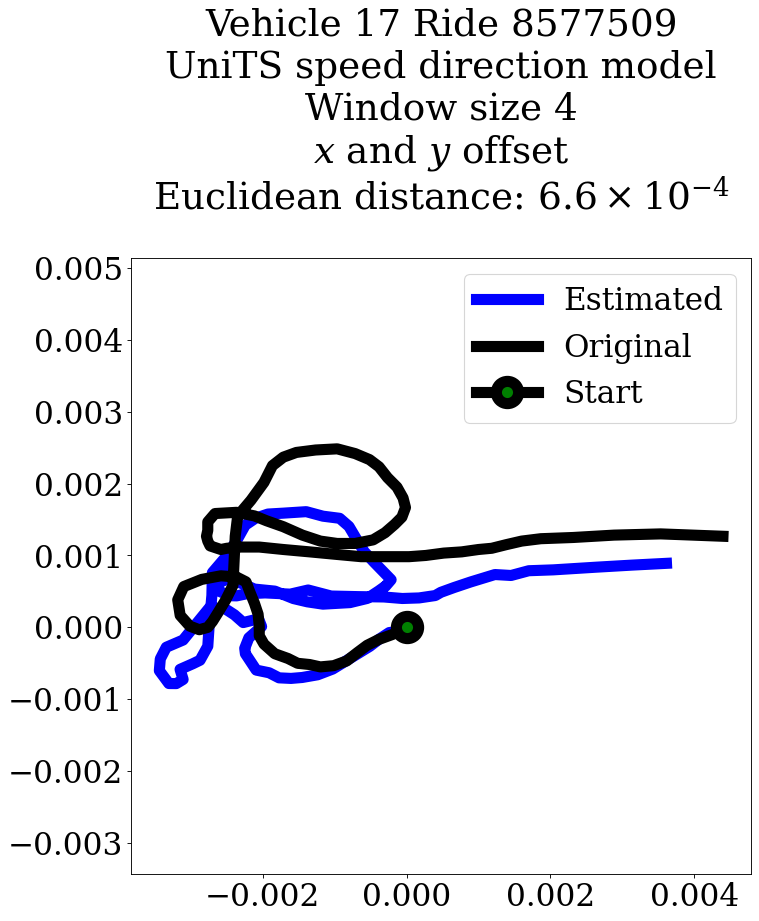 Vehicle 17 Ride 8577509
UniTS speed direction model
Window size 4
x and y offset
Euclidean distance: 6.6 × 10⁻⁴
0.005
0.004
0.003
0.002
0.001
0.000
−0.001
−0.002
−0.003
Estimated
Original
Start
−0.002 0.000 0.002 0.004